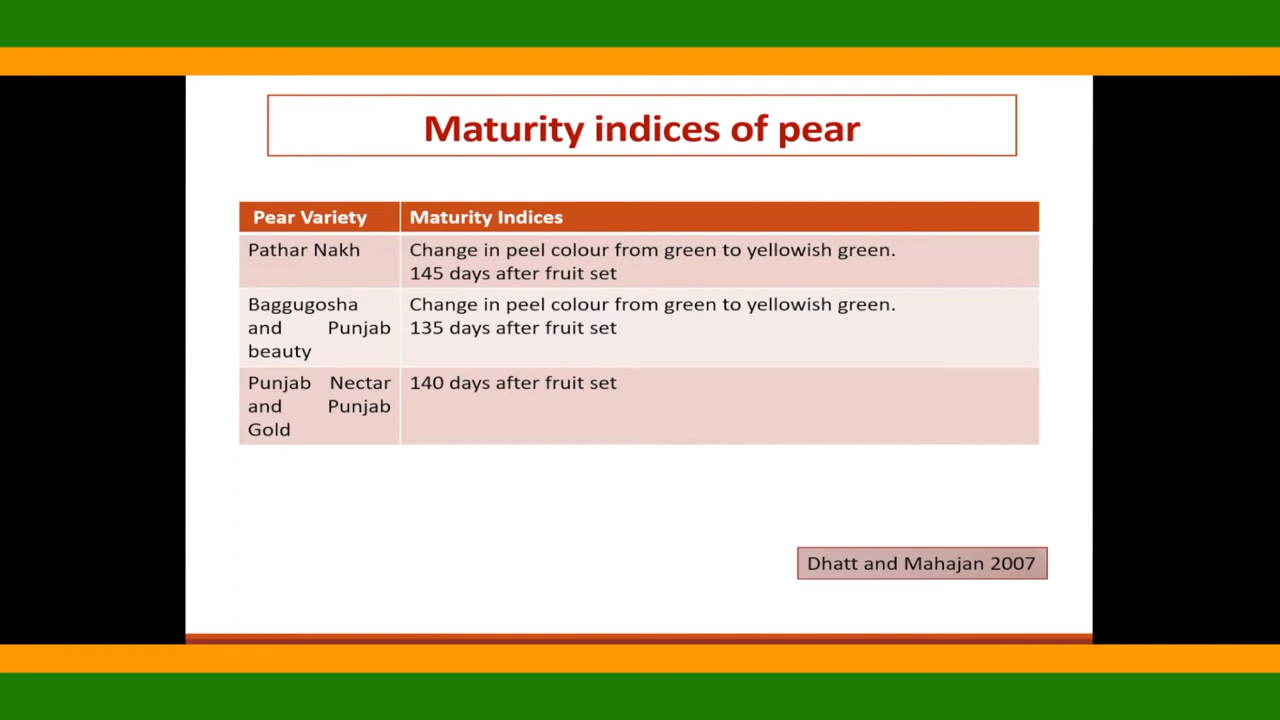 Maturity indices of pear
Pear Variety Maturity Indices
Pathar Nakh Change in peel colour from green to yellowish green.
145 days after fruit set
Baggugosha Change in peel colour from green to yellowish green.
and Punjab 135 days after fruit set
beauty
Punjab Nectar 140 days after fruit set
and Punjab
Gold
Dhatt and Mahajan 2007